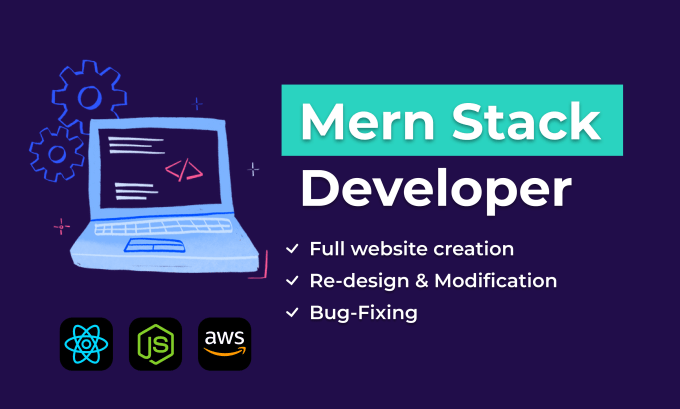 Mern Stack
Developer
Full website creation
Re-design & Modification
Bug-Fixing
</>
JS
aws